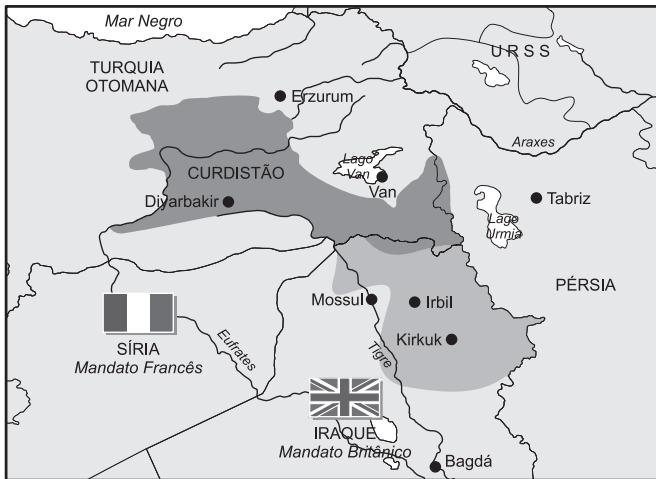 Mar Negro
URSS
TURQUIA
OTOMANA
Erzurum
Araxes
Lago
Van
Van
CURDISTÃO
Diyarbakir
Tabriz
Lago
Urmia
PÉRSIA
Mossul
Irbil
Kirkuk
SÍRIA
Mandato Francês
Eufrates
Tigre
IRAQUE
Mandato Britânico
Bagdá